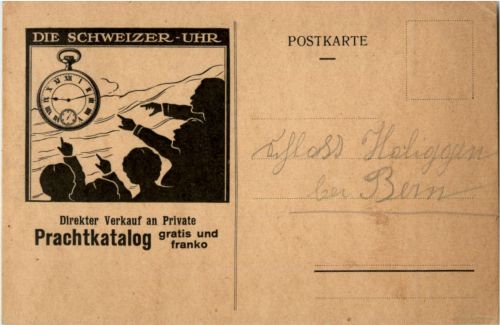 DIE SCHWEIZER-UHR
Direkter Verkauf an Private
Prachtkatalog gratis und
franko
POSTKARTE
Schloss Holiggen
bei Bern